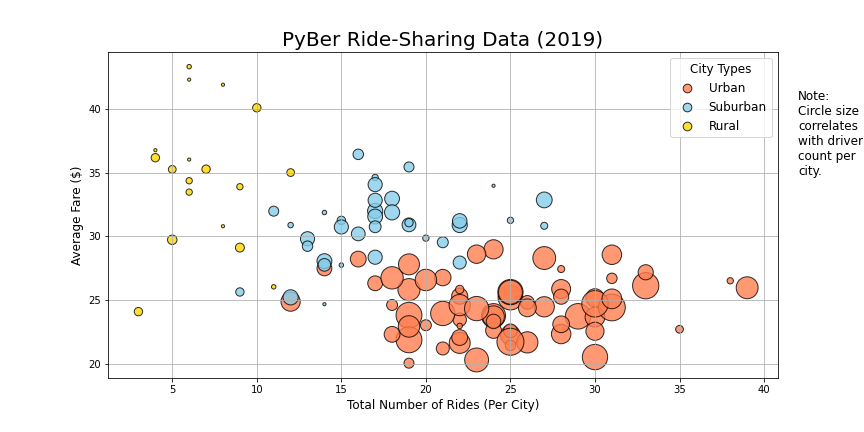 PyBer Ride-Sharing Data (2019)
City Types
Urban
Suburban
Rural
Note:
Circle size
correlates
with driver
count per
city.
Average Fare ($)
40
35
30
25
20
5 10 15 20 25 30 35 40
Total Number of Rides (Per City)